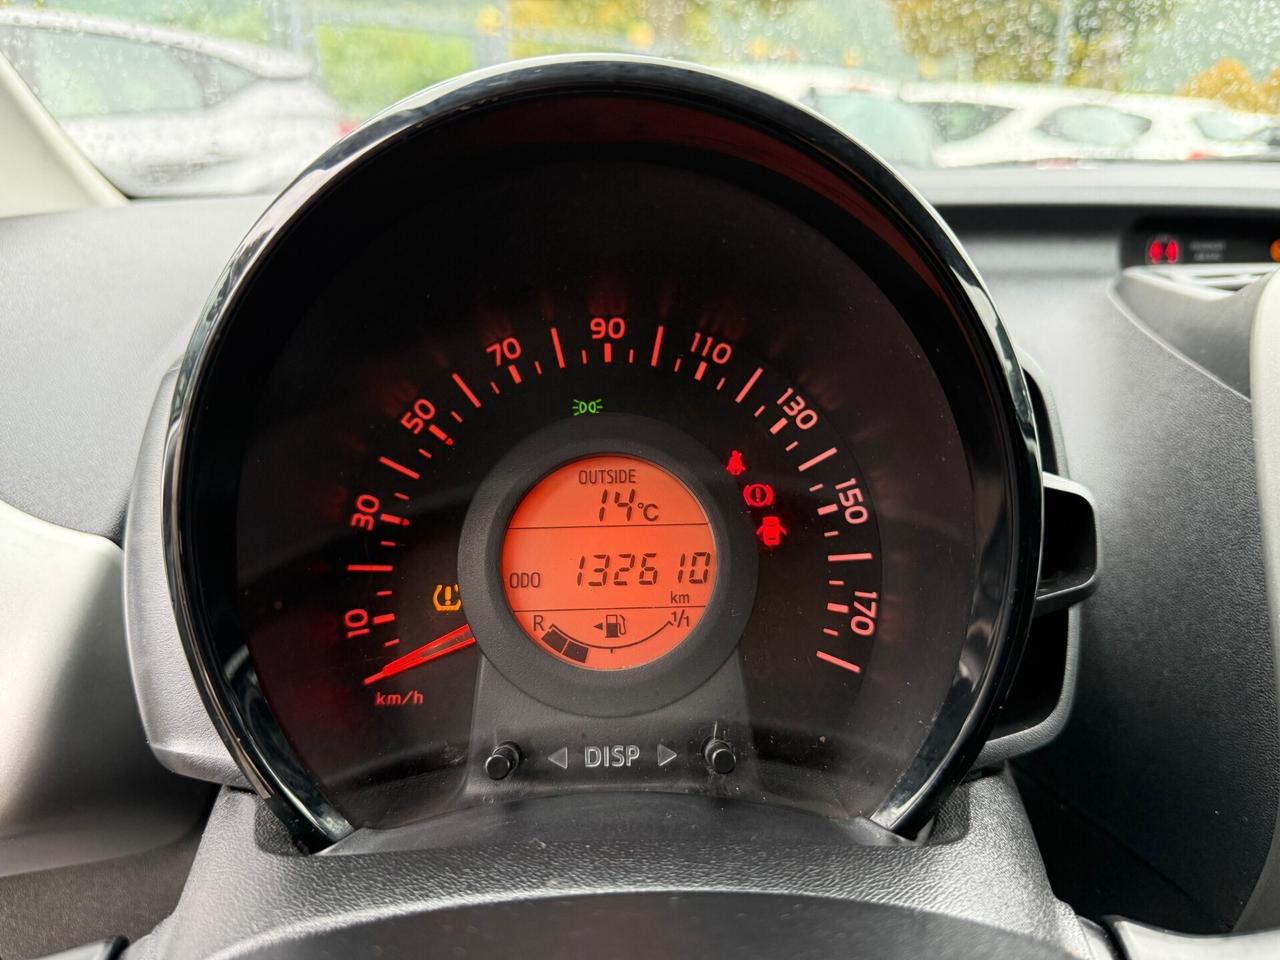 10
30
50
70
90
110
130
150
170
km/h
OUTSIDE
14°C
ODO 132610
km
R 1/1
◄ DISP ►